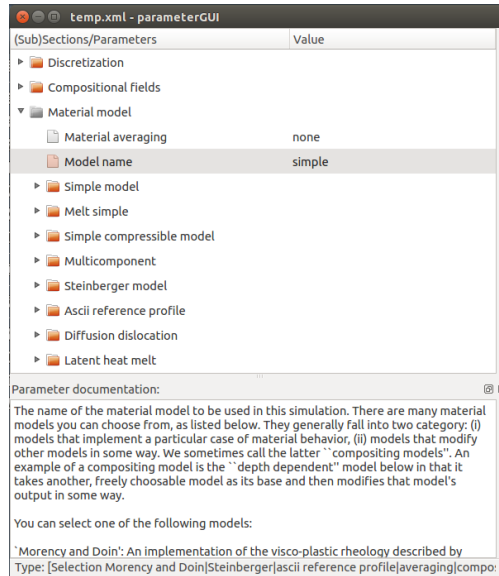 temp.xml - parameterGUI
(Sub)Sections/Parameters Value
Discretization
Compositional fields
Material model
Material averaging none
Model name simple
Simple model
Melt simple
Simple compressible model
Multicomponent
Steinberger model
Ascii reference profile
Diffusion dislocation
Latent heat melt
Parameter documentation:
The name of the material model to be used in this simulation. There are many material
models you can choose from, as listed below. They generally fall into two category: (i)
models that implement a particular case of material behavior, (ii) models that modify
other models in some way. We sometimes call the latter ``compositing models''. An
example of a compositing model is the ``depth dependent'' model below in that it
takes another, freely choosable model as its base and then modifies that model's
output in some way.
You can select one of the following models:
`Morency and Doin': An implementation of the visco-plastic rheology described by
Type: [Selection Morency and Doin|Steinberger|ascii reference profile|averaging|compo